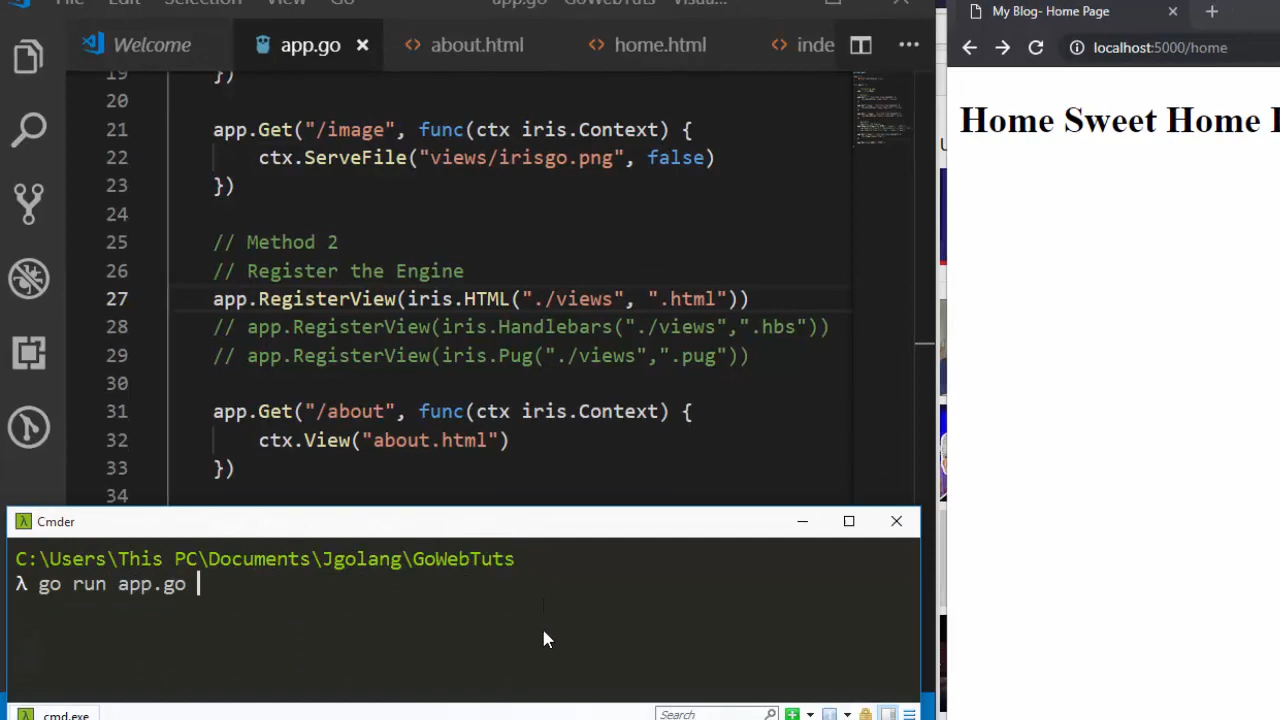 File Edit Selection View Go app.go - GoWebTuts - Visua...
Welcome app.go about.html home.html inde
19 })
20
21 app.Get("/image", func(ctx iris.Context) {
22 ctx.ServeFile("views/irisgo.png", false)
23 })
24
25 // Method 2
26 // Register the Engine
27 app.RegisterView(iris.HTML("./views", ".html"))
28 // app.RegisterView(iris.Handlebars("./views",".hbs"))
29 // app.RegisterView(iris.Pug("./views",".pug"))
30
31 app.Get("/about", func(ctx iris.Context) {
32 ctx.View("about.html")
33 })
34
Cmder
C:\Users\This PC\Documents\Jgolang\GoWebTuts
λ go run app.go
cmd.exe
Search
My Blog- Home Page
localhost:5000/home
Home Sweet Home